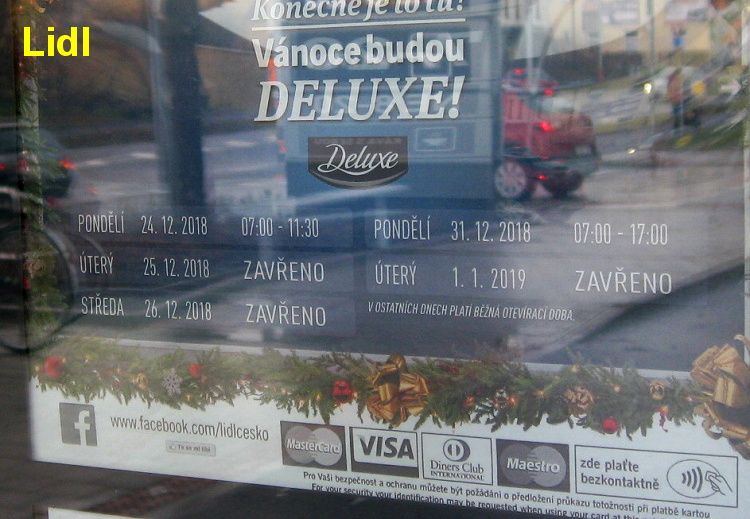 Lidl
Konečně je to tu!
Vánoce budou
DELUXE!
Deluxe
PONDĚLÍ 24. 12. 2018 07:00 - 11:30
ÚTERÝ 25. 12. 2018 ZAVŘENO
STŘEDA 26. 12. 2018 ZAVŘENO
PONDĚLÍ 31. 12. 2018 07:00 - 17:00
ÚTERÝ 1. 1. 2019 ZAVŘENO
V OSTATNÍCH DNECH PLATÍ BĚŽNÁ OTEVÍRACÍ DOBA.
f www.facebook.com/lidlcesko
To se mi líbí
MasterCard
VISA
Diners Club
INTERNATIONAL
Maestro
zde plaťte
bezkontaktně
Pro Vaši bezpečnost a ochranu můžete být požádáni o předložení průkazu totožnosti při platbě kartou
For your security your identification may be requested when using your card at this